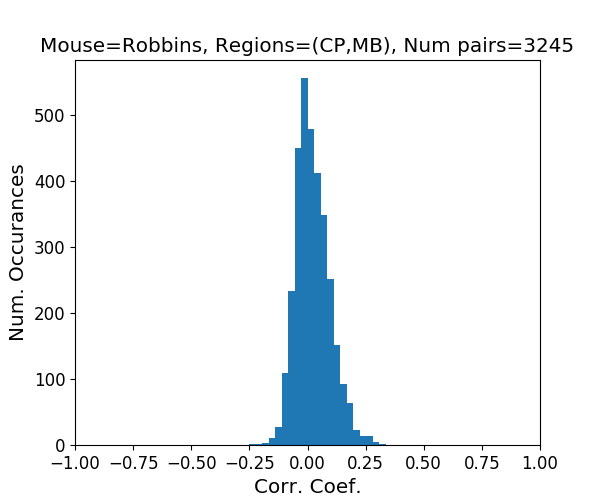 Mouse=Robbins, Regions=(CP,MB), Num pairs=3245
500
400
300
200
100
0
Num. Occurances
−1.00 −0.75 −0.50 −0.25 0.00 0.25 0.50 0.75 1.00
Corr. Coef.